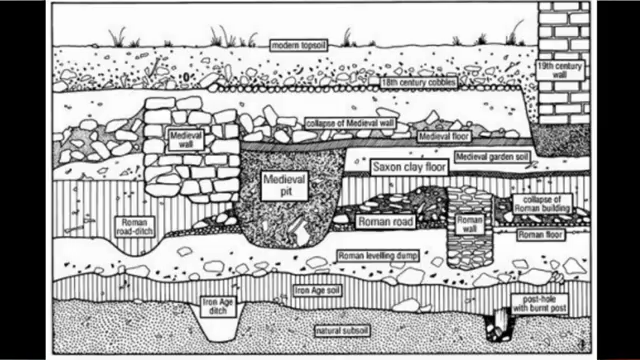 modern topsoil
19th century
wall
18th century cobbles
collapse of Medieval wall
Medieval floor
Medieval
wall
Medieval garden soil
Saxon clay floor
Medieval
pit
collapse of
Roman building
Roman
road-ditch
Roman road
Roman
wall
Roman floor
Roman levelling dump
Iron Age soil
Iron Age
ditch
post-hole
with burnt post
natural subsoil